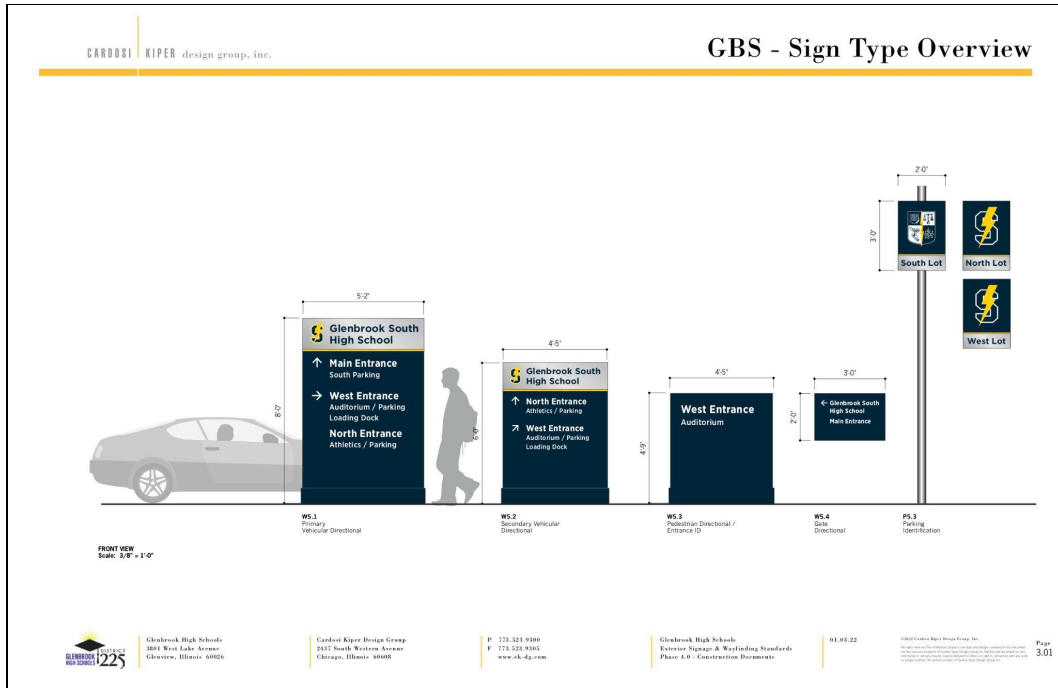 CARDOSI KIPER design group, inc.
GBS - Sign Type Overview
2'-0"
3'-0"
South Lot
North Lot
West Lot
5'-2"
8'-0"
Glenbrook South
High School
↑ Main Entrance
South Parking
→ West Entrance
Auditorium / Parking
Loading Dock
North Entrance
Athletics / Parking
4'-5"
6'-0"
Glenbrook South
High School
↑ North Entrance
Athletics / Parking
↗ West Entrance
Auditorium / Parking
Loading Dock
4'-5"
4'-9"
West Entrance
Auditorium
3'-0"
2'-0"
← Glenbrook South
High School
Main Entrance
W5.1
Primary
Vehicular Directional
W5.2
Secondary Vehicular
Directional
W5.3
Pedestrian Directional /
Entrance ID
W5.4
Gate
Directional
P5.3
Parking
Identification
FRONT VIEW
Scale: 3/8" = 1'-0"
GLENBROOK
HIGH SCHOOLS
DISTRICT
225
Glenbrook High Schools
3801 West Lake Avenue
Glenview, Illinois 60026
Cardosi Kiper Design Group
2437 South Western Avenue
Chicago, Illinois 60608
P 773.523.9300
F 773.523.9305
www.ck-dg.com
Glenbrook High Schools
Exterior Signage & Wayfinding Standards
Phase 4.0 - Construction Documents
01.03.22
©2022 Cardosi Kiper Design Group, Inc.
Page
3.01